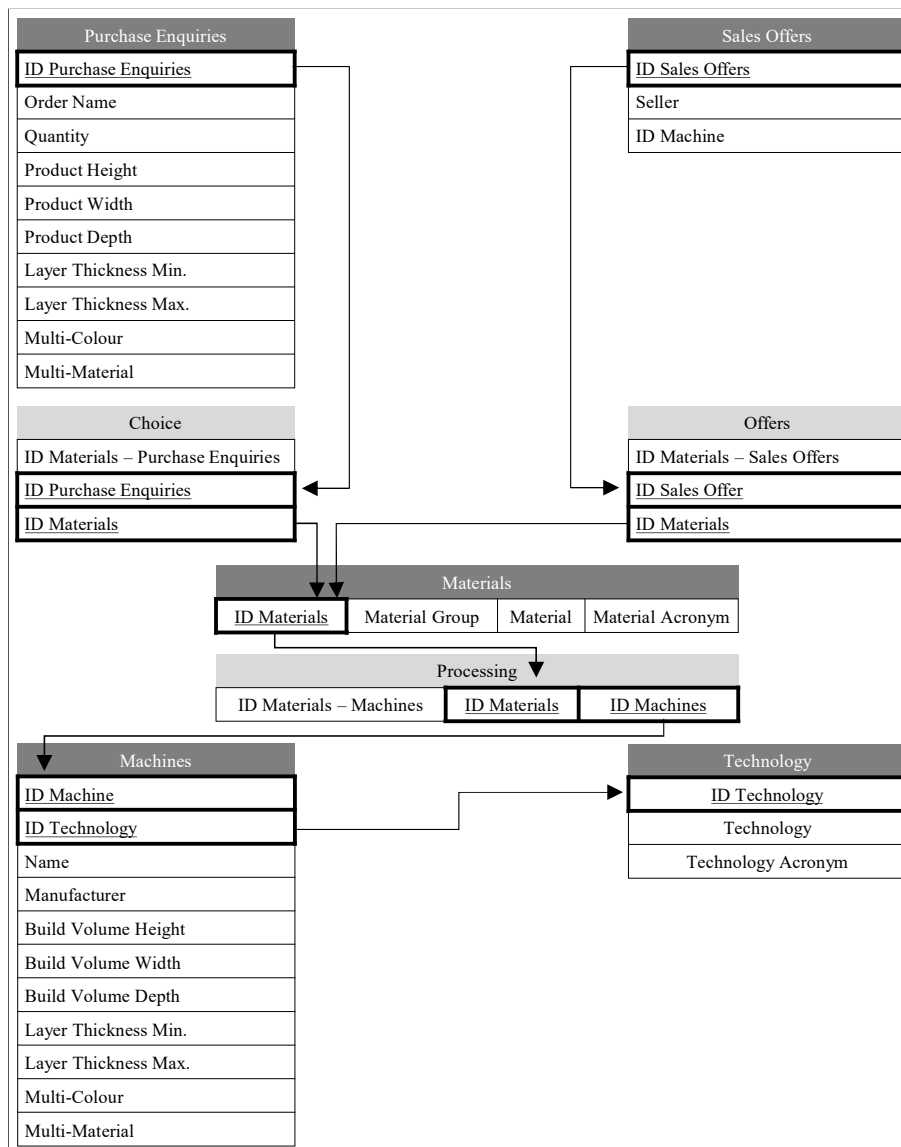 Purchase Enquiries
ID Purchase Enquiries
Order Name
Quantity
Product Height
Product Width
Product Depth
Layer Thickness Min.
Layer Thickness Max.
Multi-Colour
Multi-Material
Sales Offers
ID Sales Offers
Seller
ID Machine
Choice
ID Materials – Purchase Enquiries
ID Purchase Enquiries
ID Materials
Offers
ID Materials – Sales Offers
ID Sales Offer
ID Materials
Materials
ID Materials Material Group Material Material Acronym
Processing
ID Materials – Machines ID Materials ID Machines
Machines
ID Machine
ID Technology
Name
Manufacturer
Build Volume Height
Build Volume Width
Build Volume Depth
Layer Thickness Min.
Layer Thickness Max.
Multi-Colour
Multi-Material
Technology
ID Technology
Technology
Technology Acronym